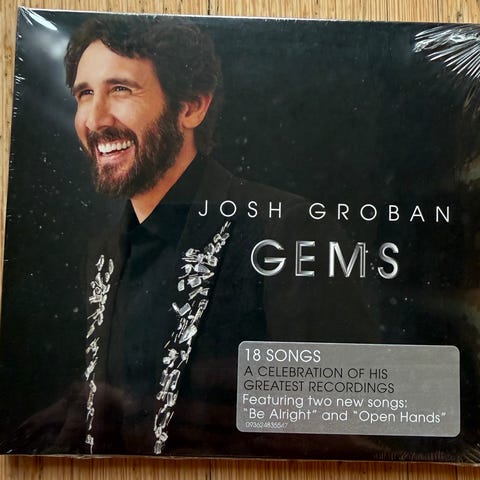 JOSH GROBAN
GEMS
18 SONGS
A CELEBRATION OF HIS
GREATEST RECORDINGS
Featuring two new songs:
"Be Alright" and "Open Hands"
093624835547